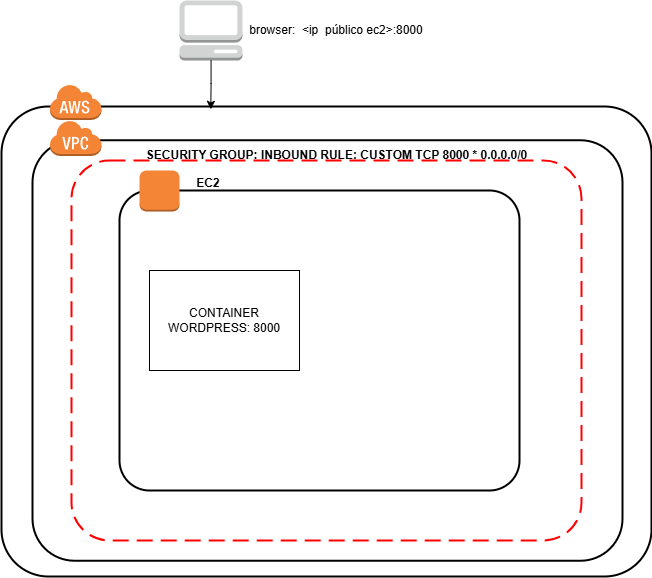 browser: <ip público ec2>:8000
AWS
VPC
SECURITY GROUP: INBOUND RULE: CUSTOM TCP 8000 * 0.0.0.0/0
EC2
CONTAINER
WORDPRESS: 8000